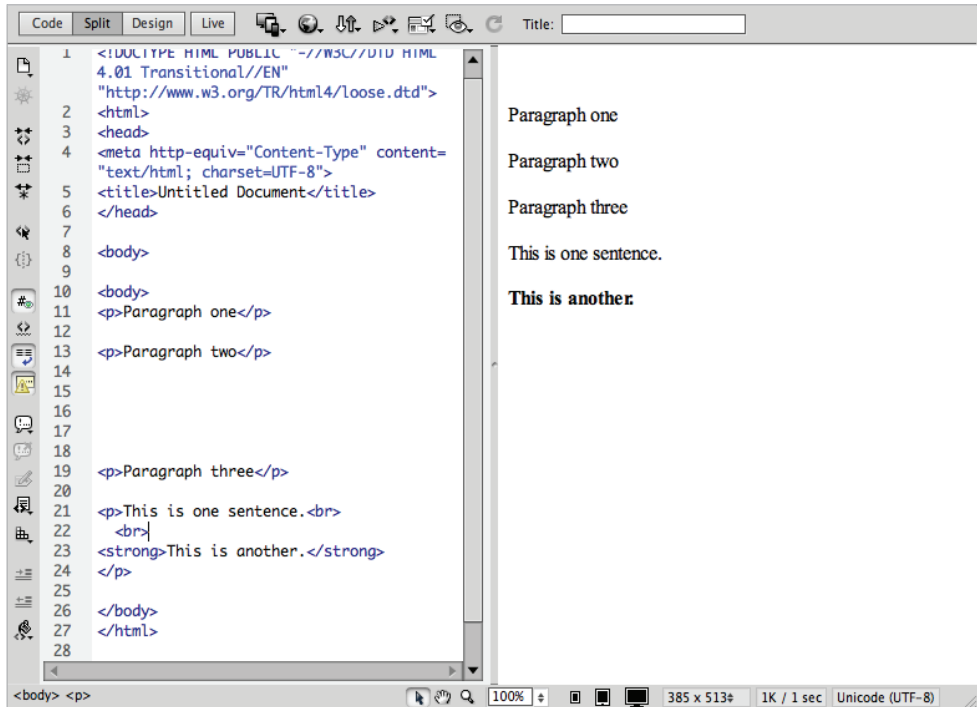 Code Split Design Live Title:
1 <!DOCTYPE HTML PUBLIC "-//W3C//DTD HTML
4.01 Transitional//EN"
"http://www.w3.org/TR/html4/loose.dtd">
2 <html>
3 <head>
4 <meta http-equiv="Content-Type" content=
"text/html; charset=UTF-8">
5 <title>Untitled Document</title>
6 </head>
7
8 <body>
9
10 <body>
11 <p>Paragraph one</p>
12
13 <p>Paragraph two</p>
14
15
16
17
18
19 <p>Paragraph three</p>
20
21 <p>This is one sentence.<br>
22 <br>
23 <strong>This is another.</strong>
24 </p>
25
26 </body>
27 </html>
28
Paragraph one
Paragraph two
Paragraph three
This is one sentence.
This is another.
<body> <p> 100% 385 x 513 1K / 1 sec Unicode (UTF-8)